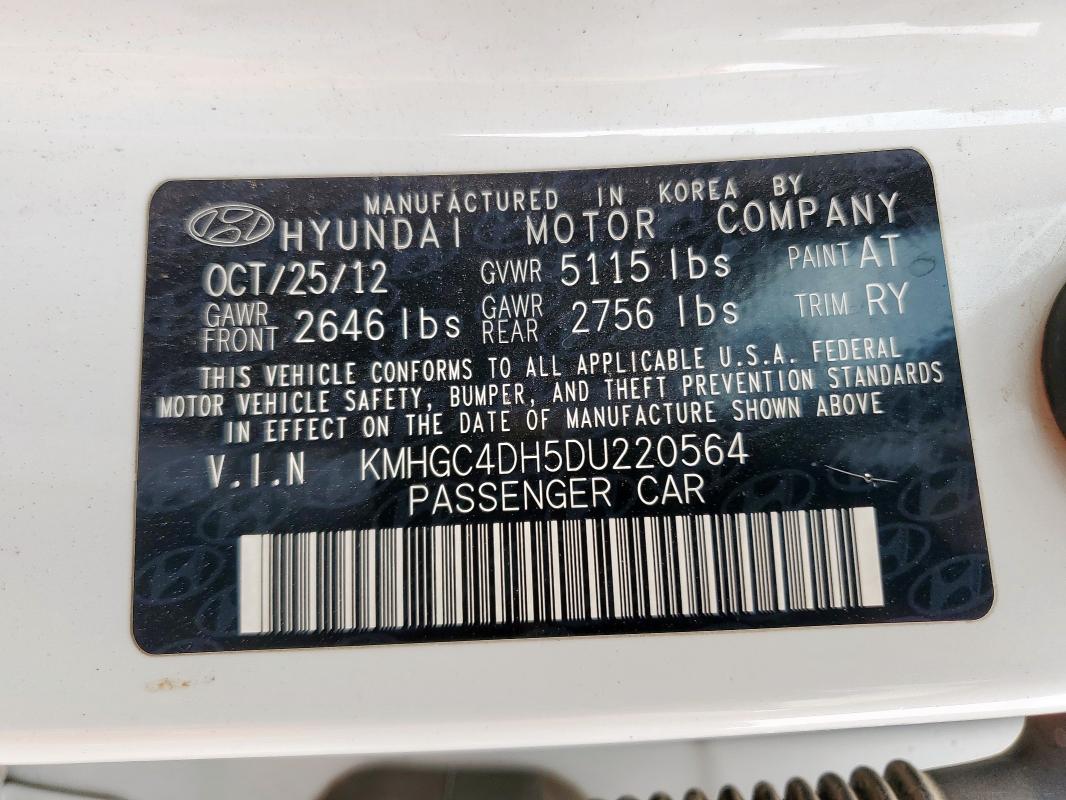 MANUFACTURED IN KOREA BY
HYUNDAI MOTOR COMPANY
OCT/25/12 GVWR 5115 lbs PAINT AT
GAWR FRONT 2646 lbs GAWR REAR 2756 lbs TRIM RY
THIS VEHICLE CONFORMS TO ALL APPLICABLE U.S.A. FEDERAL
MOTOR VEHICLE SAFETY, BUMPER, AND THEFT PREVENTION STANDARDS
IN EFFECT ON THE DATE OF MANUFACTURE SHOWN ABOVE
V.I.N KMHGC4DH5DU220564
PASSENGER CAR